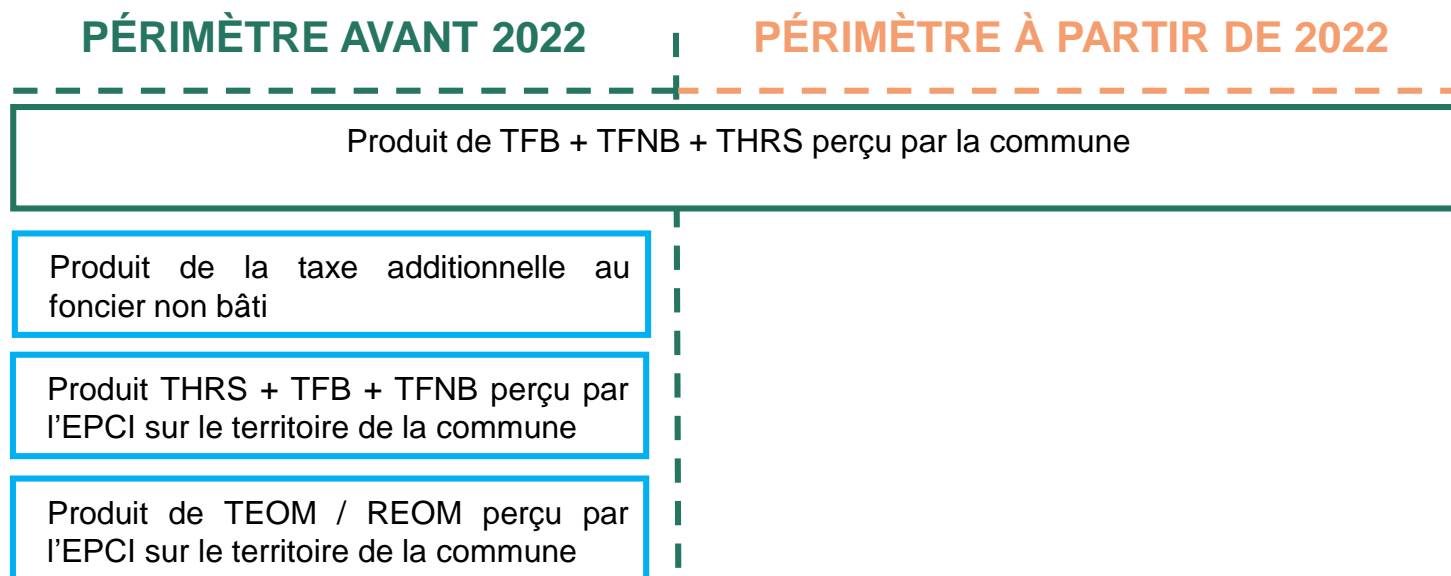 PÉRIMÈTRE AVANT 2022
PÉRIMÈTRE À PARTIR DE 2022
Produit de TFB + TFNB + THRS perçu par la commune
Produit de la taxe additionnelle au
foncier non bâti
Produit THRS + TFB + TFNB perçu par
l’EPCI sur le territoire de la commune
Produit de TEOM / REOM perçu par
l’EPCI sur le territoire de la commune